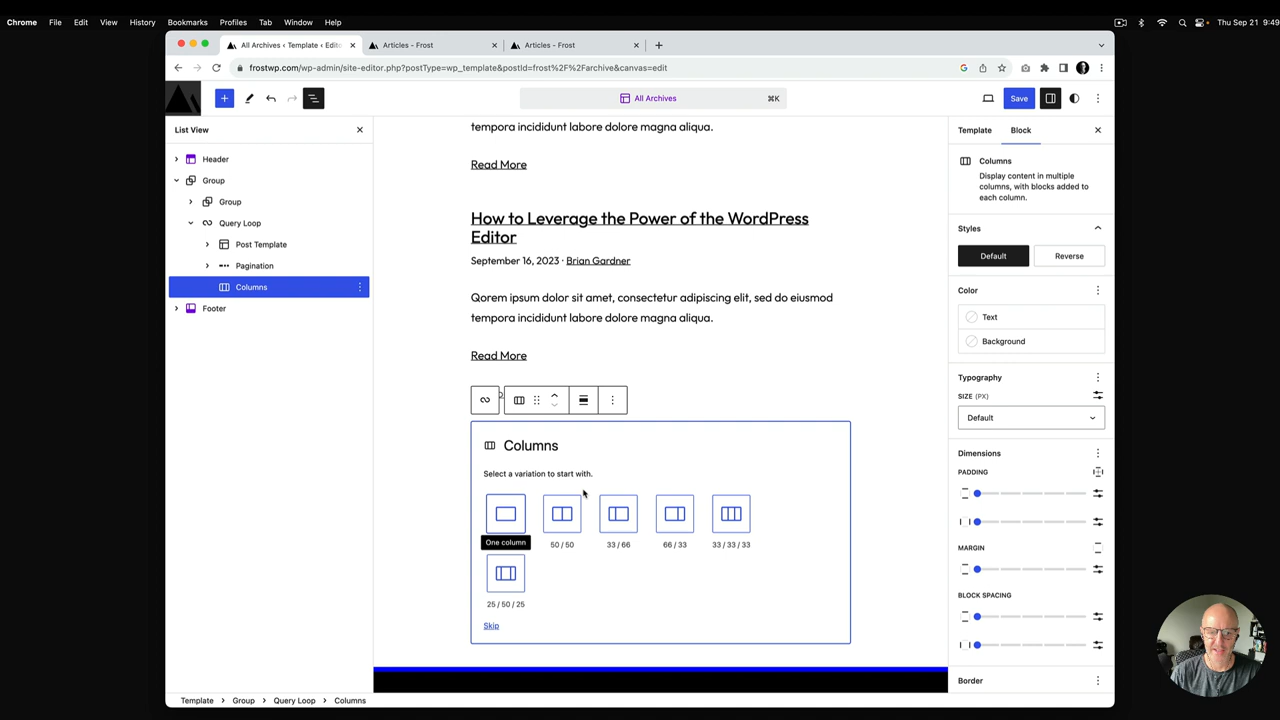 Chrome File Edit View History Bookmarks Profiles Tab Window Help Thu Sep 21 9:49
All Archives ‹ Template ‹ Edito Articles - Frost Articles - Frost
frostwp.com/wp-admin/site-editor.php?postType=wp_template&postId=frost%2F%2Farchive&canvas=edit
All Archives ⌘K Save
List View
Header
Group
Group
Query Loop
Post Template
Pagination
Columns
Footer
tempora incididunt labore dolore magna aliqua.
Read More
How to Leverage the Power of the WordPress
Editor
September 16, 2023 · Brian Gardner
Qorem ipsum dolor sit amet, consectetur adipiscing elit, sed do eiusmod
tempora incididunt labore dolore magna aliqua.
Read More
Columns
Select a variation to start with.
One column 50 / 50 33 / 66 66 / 33 33 / 33 / 33
25 / 50 / 25
Skip
Template Block
Columns
Display content in multiple
columns, with blocks added to
each column.
Styles
Default Reverse
Color
Text
Background
Typography
SIZE (PX)
Default
Dimensions
PADDING
MARGIN
BLOCK SPACING
Border
Template › Group › Query Loop › Columns